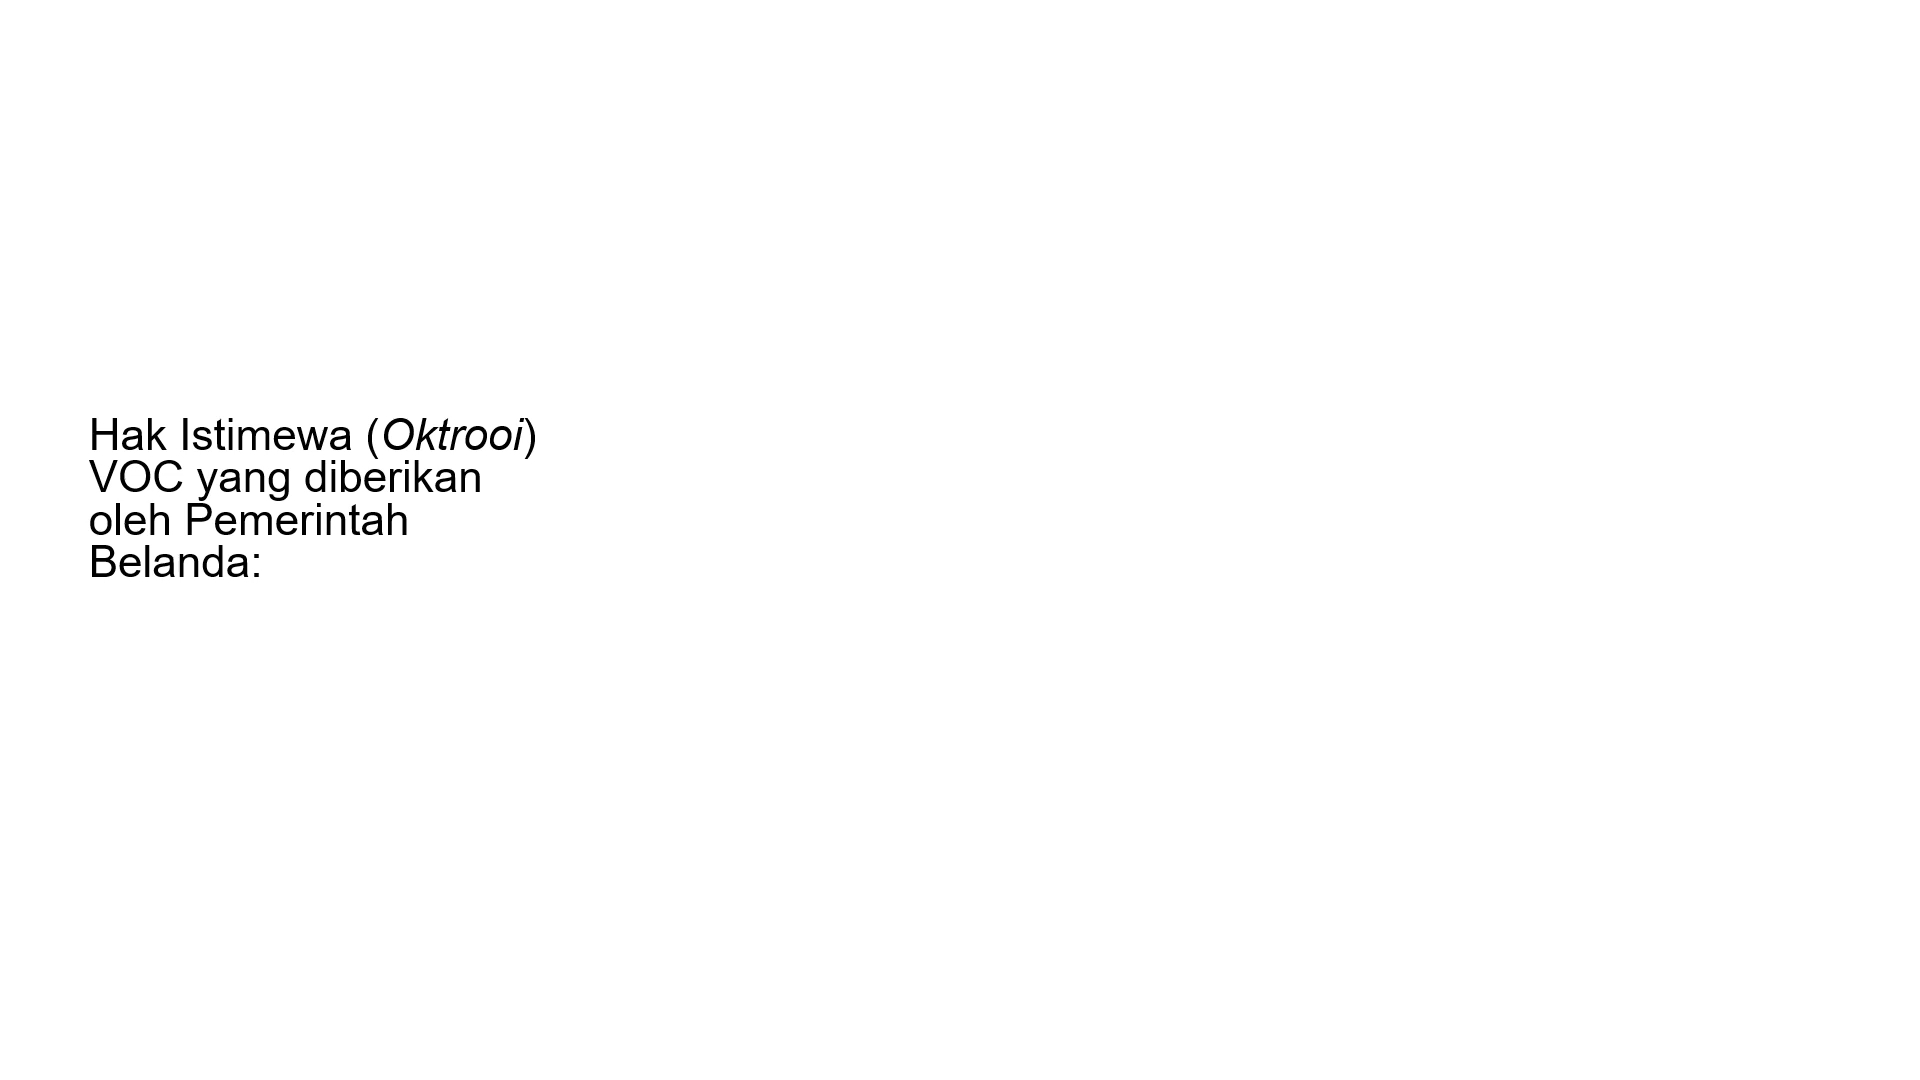 Hak Istimewa (Oktrooi)
VOC yang diberikan
oleh Pemerintah
Belanda: